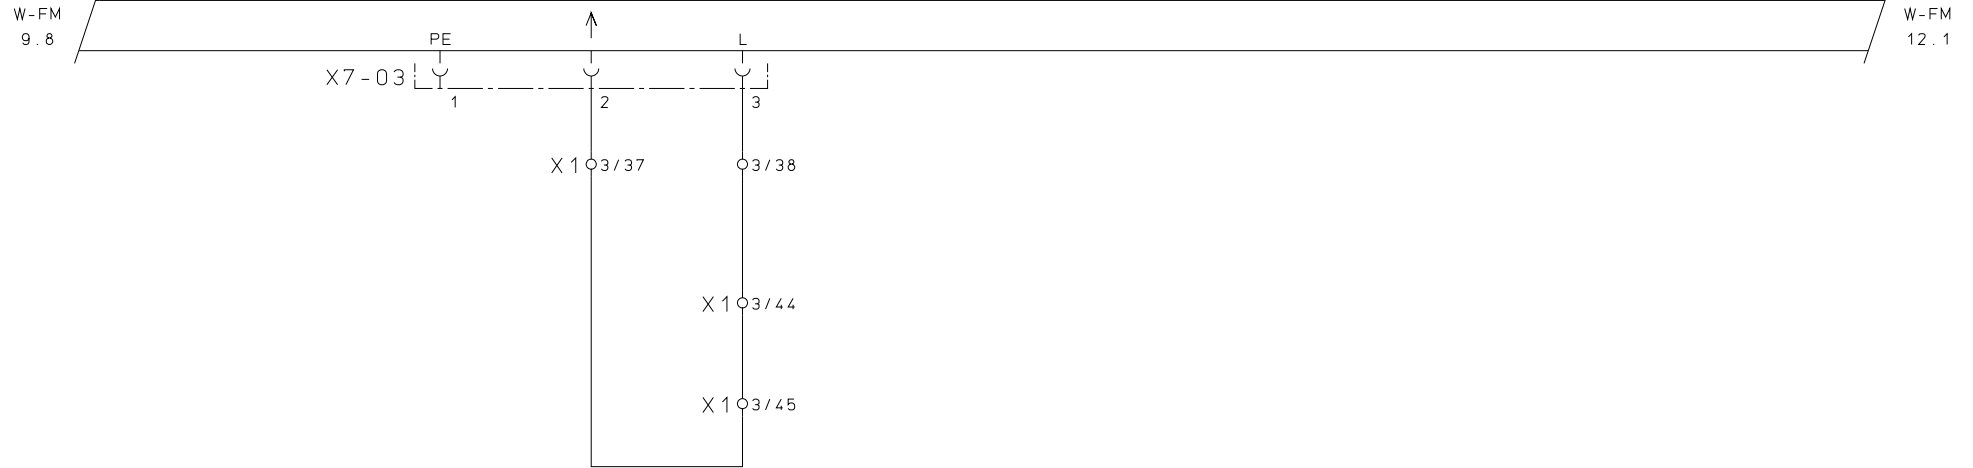 W-FM
9.8
W-FM
12.1
PE
L
X7-03
1
2
3
X1 3/37
3/38
X1 3/44
X1 3/45